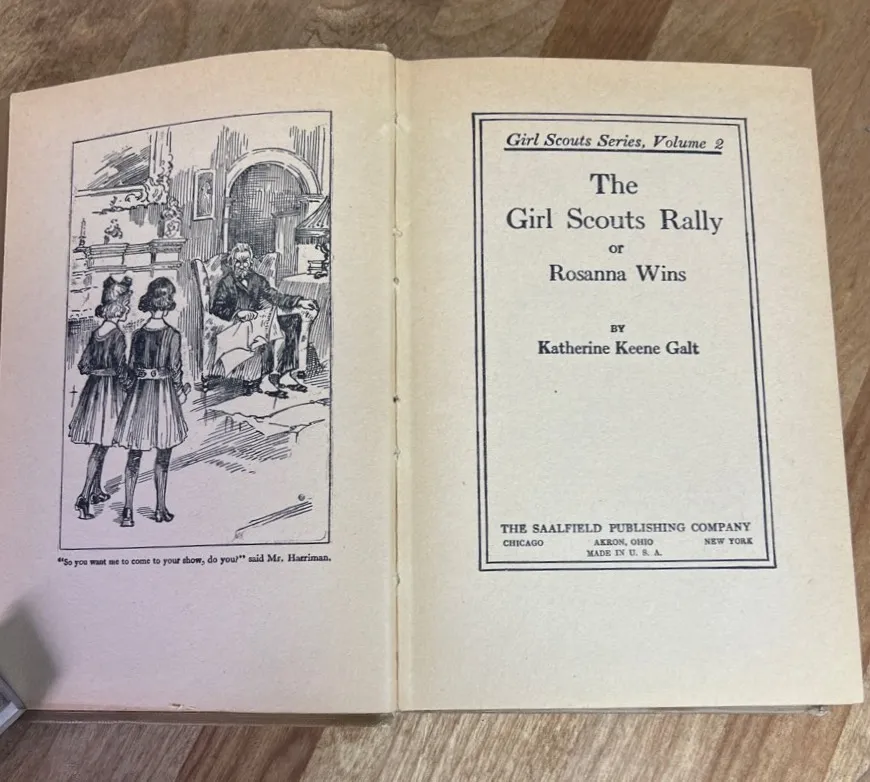 "So you want me to come to your show, do you?" said Mr. Harriman.
Girl Scouts Series, Volume 2
The
Girl Scouts Rally
or
Rosanna Wins
BY
Katherine Keene Galt
THE SAALFIELD PUBLISHING COMPANY
CHICAGO AKRON, OHIO NEW YORK
MADE IN U. S. A.